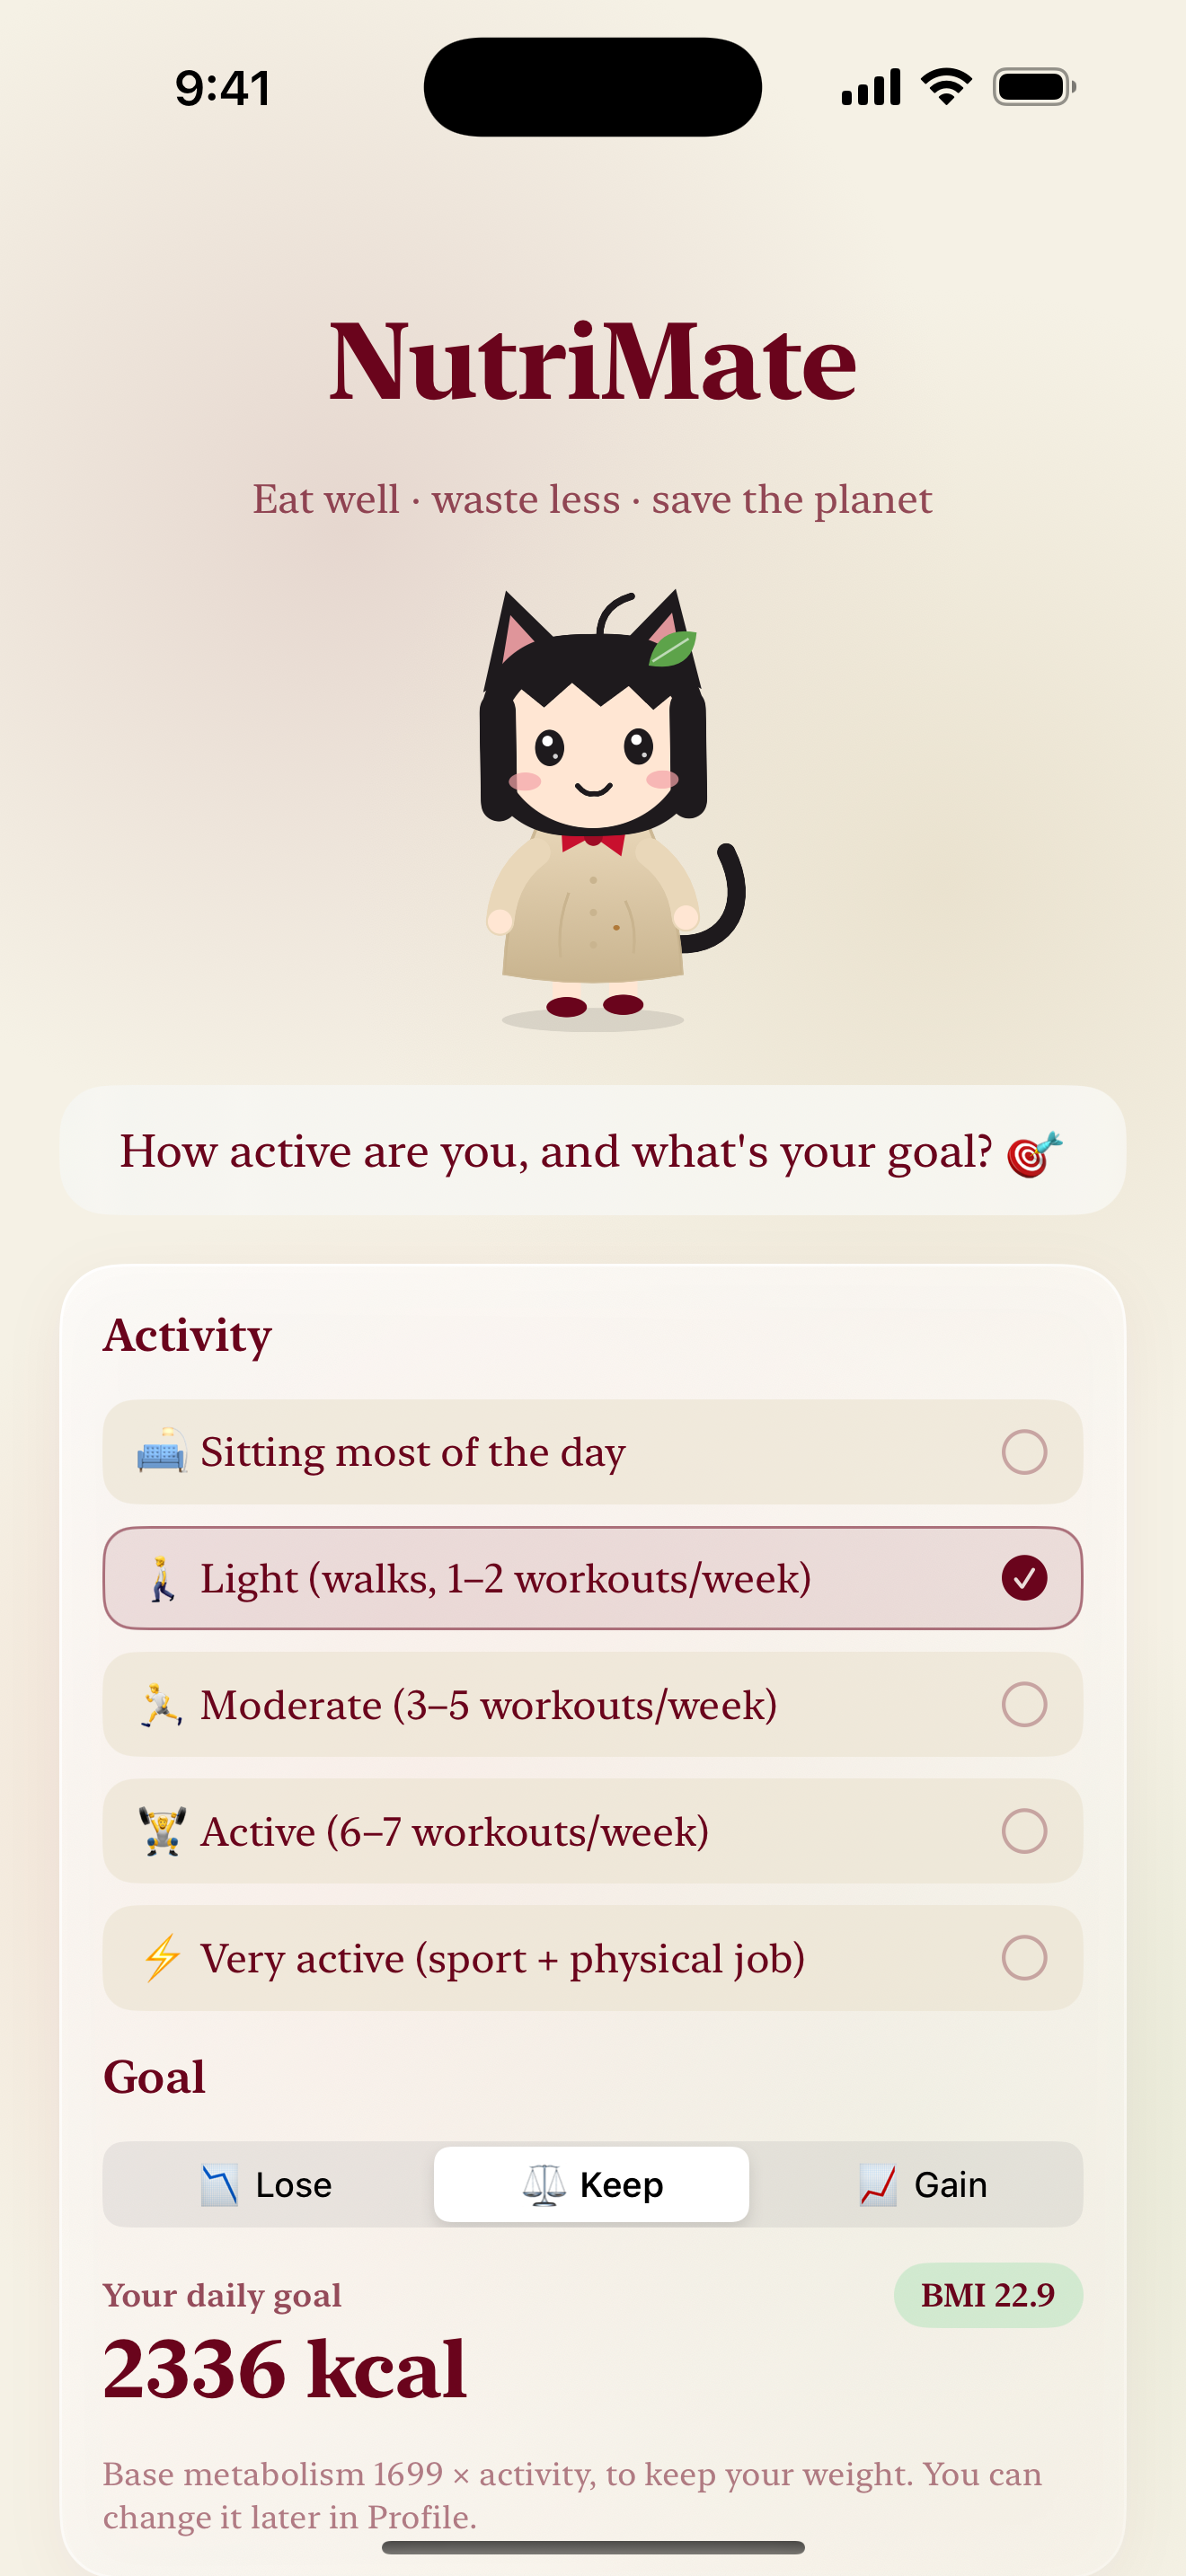 9:41
NutriMate
Eat well · waste less · save the planet
How active are you, and what's your goal? 🎯
Activity
🛋️ Sitting most of the day
🚶 Light (walks, 1–2 workouts/week)
🏃 Moderate (3–5 workouts/week)
🏋️ Active (6–7 workouts/week)
⚡ Very active (sport + physical job)
Goal
📉 Lose ⚖️ Keep 📈 Gain
Your daily goal BMI 22.9
2336 kcal
Base metabolism 1699 × activity, to keep your weight. You can
change it later in Profile.